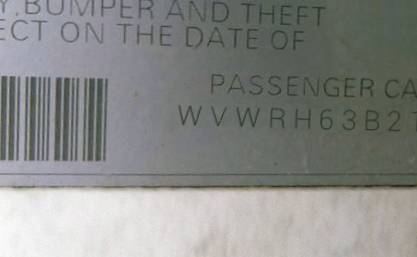 Y, BUMPER AND THEFT
ECT ON THE DATE OF
PASSENGER CA
WVWRH63B2